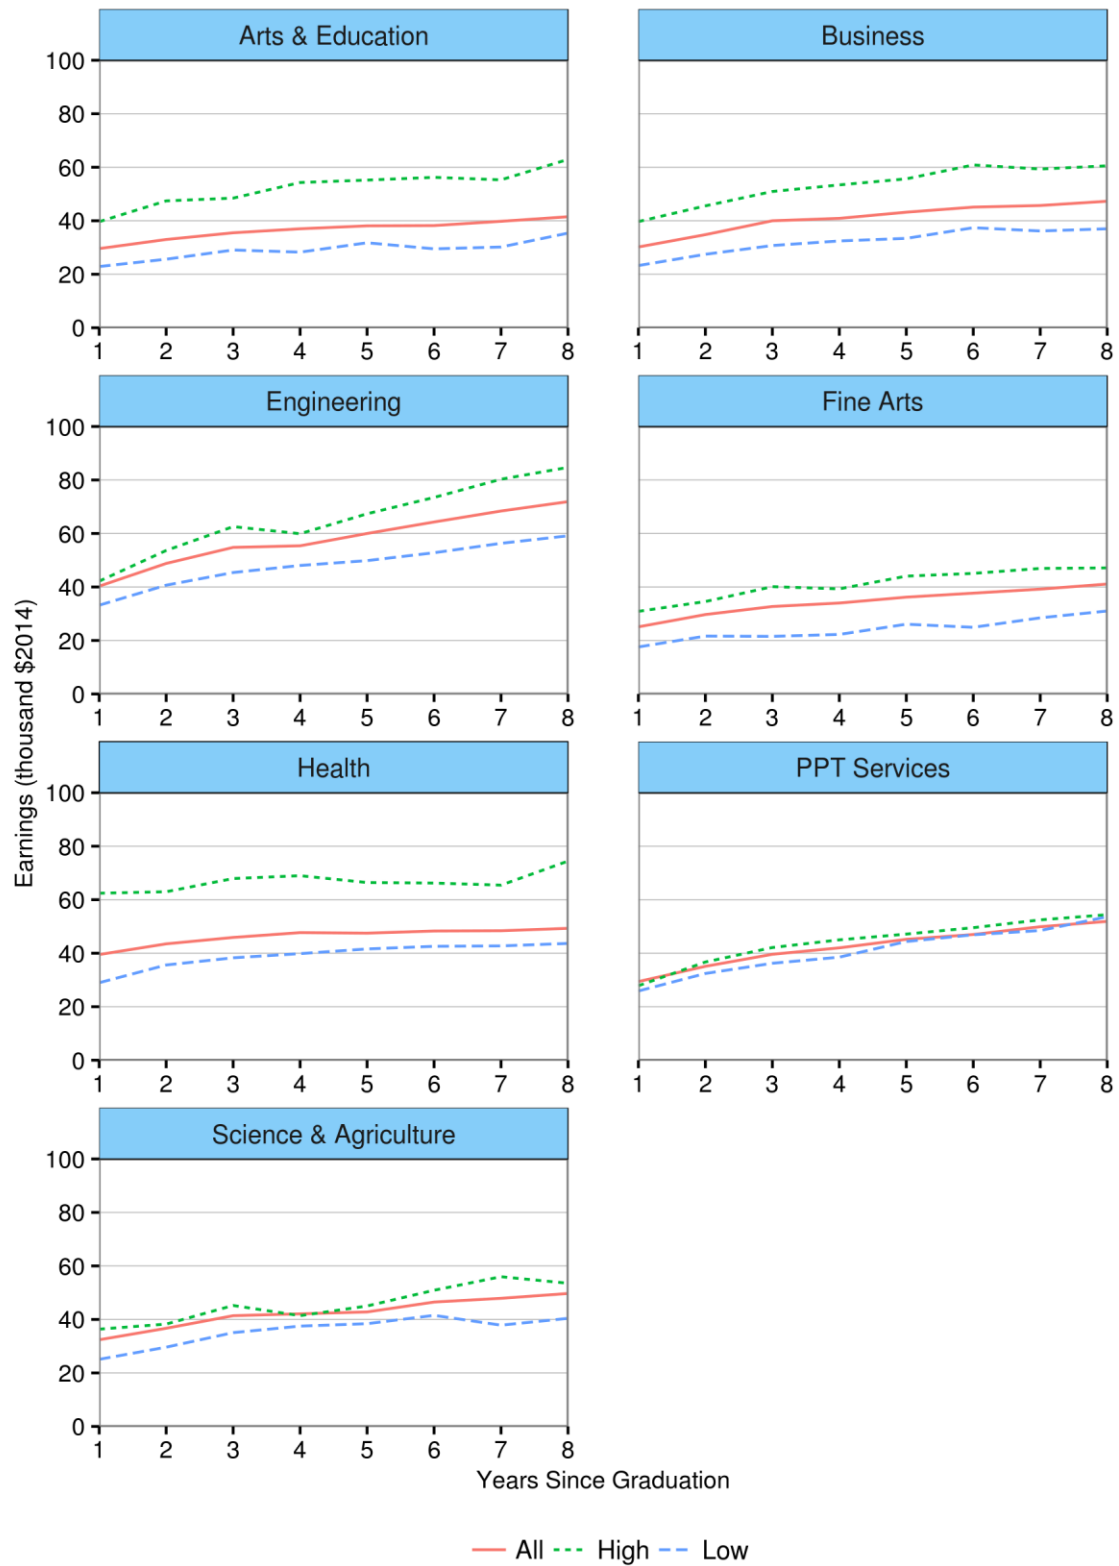 Arts & Education
Business
100
80
60
40
20
0
1 2 3 4 5 6 7 8
1 2 3 4 5 6 7 8
Engineering
Fine Arts
100
80
60
40
20
0
1 2 3 4 5 6 7 8
1 2 3 4 5 6 7 8
Earnings (thousand $2014)
Health
PPT Services
100
80
60
40
20
0
1 2 3 4 5 6 7 8
1 2 3 4 5 6 7 8
Science & Agriculture
100
80
60
40
20
0
1 2 3 4 5 6 7 8
Years Since Graduation
All High Low